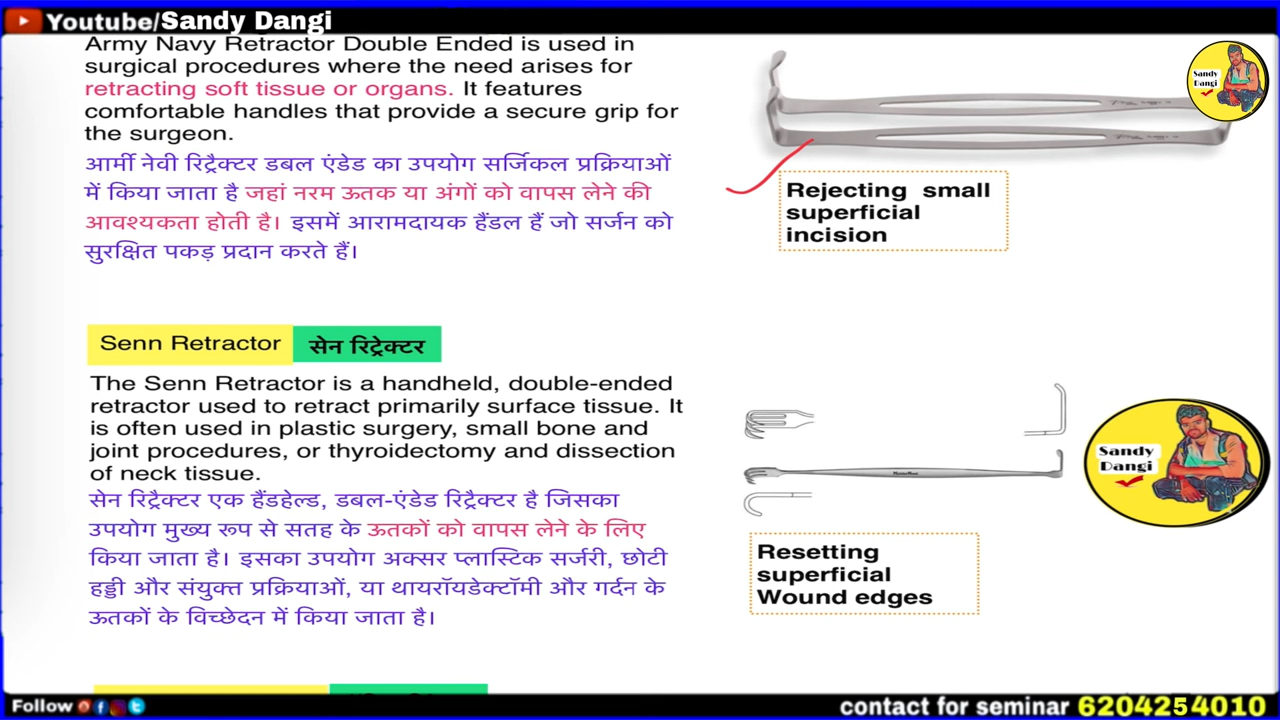 Youtube/Sandy Dangi
Army Navy Retractor Double Ended is used in
surgical procedures where the need arises for
retracting soft tissue or organs. It features
comfortable handles that provide a secure grip for
the surgeon.
आर्मी नेवी रिट्रैक्टर डबल एंडेड का उपयोग सर्जिकल प्रक्रियाओं
में किया जाता है जहां नरम ऊतक या अंगों को वापस लेने की
आवश्यकता होती है। इसमें आरामदायक हैंडल हैं जो सर्जन को
सुरक्षित पकड़ प्रदान करते हैं।
Sandy
Dangi
Rejecting small
superficial
incision
Senn Retractor
सेन रिट्रेक्टर
The Senn Retractor is a handheld, double-ended
retractor used to retract primarily surface tissue. It
is often used in plastic surgery, small bone and
joint procedures, or thyroidectomy and dissection
of neck tissue.
सेन रिट्रैक्टर एक हैंडहेल्ड, डबल-एंडेड रिट्रैक्टर है जिसका
उपयोग मुख्य रूप से सतह के ऊतकों को वापस लेने के लिए
किया जाता है। इसका उपयोग अक्सर प्लास्टिक सर्जरी, छोटी
हड्डी और संयुक्त प्रक्रियाओं, या थायरॉयडेक्टॉमी और गर्दन के
ऊतकों के विच्छेदन में किया जाता है।
Sandy
Dangi
Resetting
superficial
Wound edges
Follow
contact for seminar 6204254010